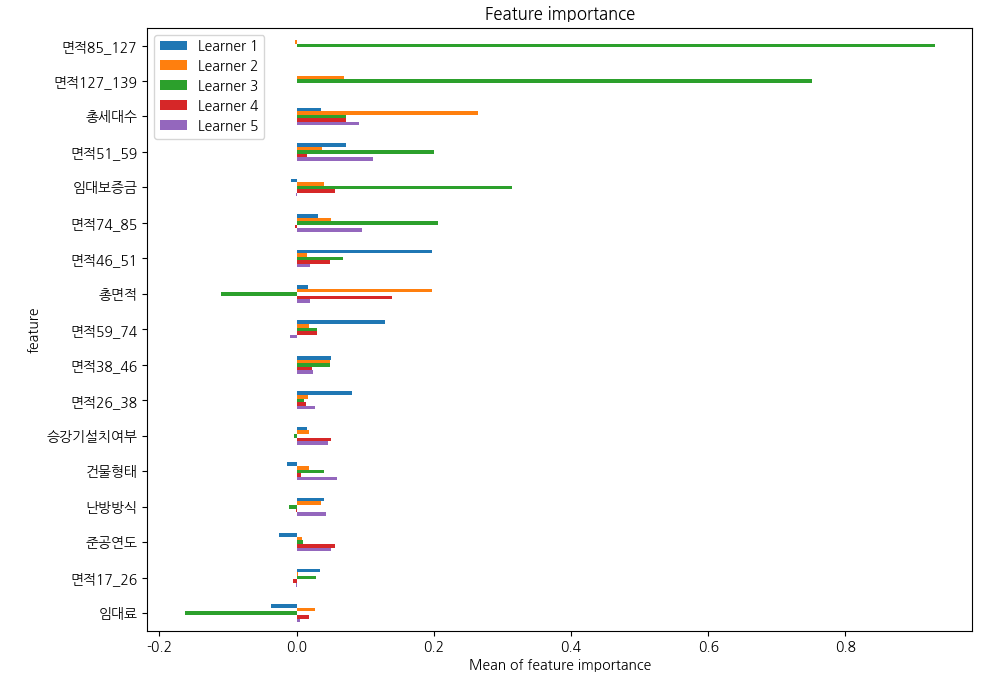 Feature importance
Learner 1
Learner 2
Learner 3
Learner 4
Learner 5
feature
면적85_127
면적127_139
총세대수
면적51_59
임대보증금
면적74_85
면적46_51
총면적
면적59_74
면적38_46
면적26_38
승강기설치여부
건물형태
난방방식
준공연도
면적17_26
임대료
-0.2 0.0 0.2 0.4 0.6 0.8
Mean of feature importance